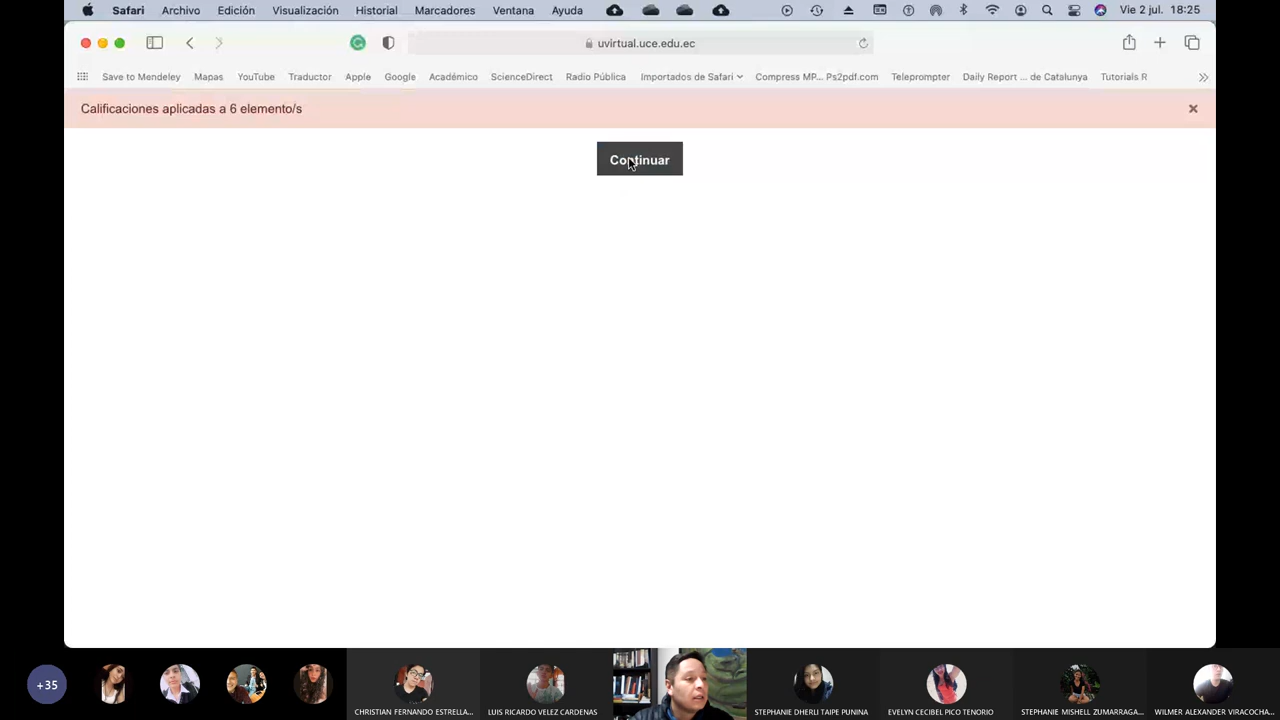 Safari Archivo Edición Visualización Historial Marcadores Ventana Ayuda Vie 2 jul. 18:25
uvirtual.uce.edu.ec
Save to Mendeley Mapas YouTube Traductor Apple Google Académico ScienceDirect Radio Pública Importados de Safari Compress MP... Ps2pdf.com Teleprompter Daily Report ... de Catalunya Tutorials R
Calificaciones aplicadas a 6 elemento/s
Continuar
+35
CHRISTIAN FERNANDO ESTRELLA... LUIS RICARDO VELEZ CARDENAS STEPHANIE DHERLI TAIPE PUNINA EVELYN CECIBEL PICO TENORIO STEPHANIE MISHELL ZUMARRAGA... WILMER ALEXANDER VIRACOCHA...